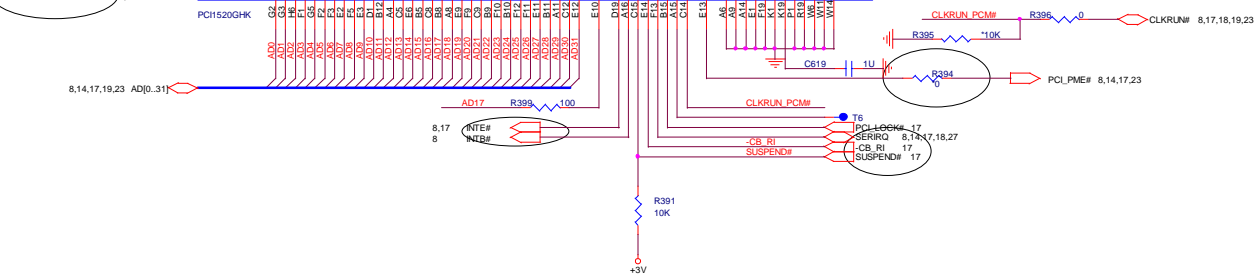 PCI1520GHK
G2 G3 H6 F1 G5 F2 F3 E2 F5 E3 D1 E1 A4 C5 E6 B5 C8 B8 A8 E9 F9 C9 B9 F10 B10 F12 F11 E11 B11 A11 C12 E12 E10 D19 A16 C15 E14 F13 B15 A15 C14 E13 A6 A9 A14 E1 F19 K1 K19 P1 R19 W6 W11 W14
AD0 AD1 AD2 AD3 AD4 AD5 AD6 AD7 AD8 AD9 AD10 AD11 AD12 AD13 AD14 AD15 AD16 AD17 AD18 AD19 AD20 AD21 AD22 AD23 AD24 AD25 AD26 AD27 AD28 AD29 AD30 AD31
CLKRUN_PCM# R396 0 CLKRUN# 8,17,18,19,23
R395 *10K
C619 1U
R394
0
PCI_PME# 8,14,17,23
8,14,17,19,23 AD[0..31]
AD17 R399 100
CLKRUN_PCM#
T6
8,17 INTE#
8 INTB#
PCI_LOCK# 17
SERIRQ 8,14,17,18,27
-CB_RI -CB_RI 17
SUSPEND# SUSPEND# 17
R391
10K
+3V